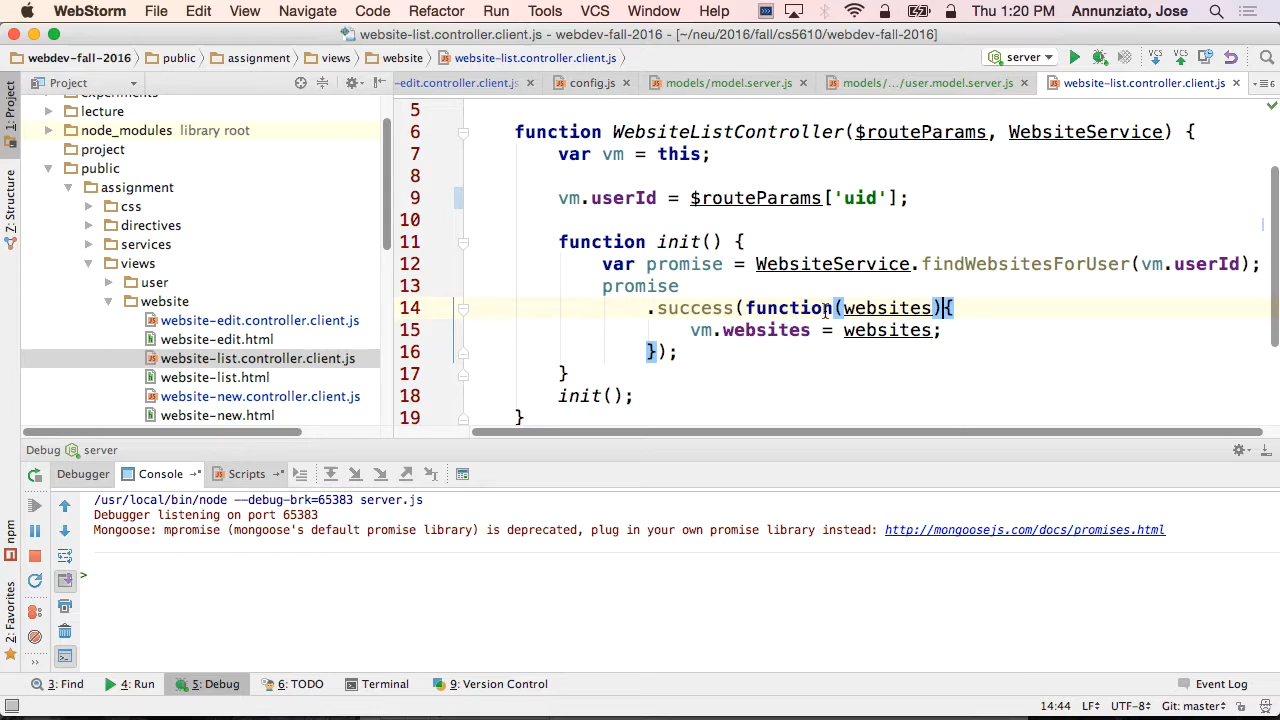 WebStorm File Edit View Navigate Code Refactor Run Tools VCS Window Help Thu 1:20 PM Annunziato, Jose
website-list.controller.client.js - webdev-fall-2016 - [~/neu/2016/fall/cs5610/webdev-fall-2016]
webdev-fall-2016 public assignment views website website-list.controller.client.js server
Project -edit.controller.client.js config.js models/model.server.js models/.../user.model.server.js website-list.controller.client.js
1: Project
Z: Structure
npm
2: Favorites
experiments
lecture
node_modules library root
project
public
assignment
css
directives
services
views
user
website
website-edit.controller.client.js
website-edit.html
website-list.controller.client.js
website-list.html
website-new.controller.client.js
website-new.html
5
6 function WebsiteListController($routeParams, WebsiteService) {
7 var vm = this;
8
9 vm.userId = $routeParams['uid'];
10
11 function init() {
12 var promise = WebsiteService.findWebsitesForUser(vm.userId);
13 promise
14 .success(function(websites){
15 vm.websites = websites;
16 });
17 }
18 init();
19 }
Debug server
Debugger Console Scripts
/usr/local/bin/node --debug-brk=65383 server.js
Debugger listening on port 65383
Mongoose: mpromise (mongoose's default promise library) is deprecated, plug in your own promise library instead: http://mongoosejs.com/docs/promises.html
>
3: Find 4: Run 5: Debug 6: TODO Terminal 9: Version Control Event Log
14:44 LF UTF-8 Git: master